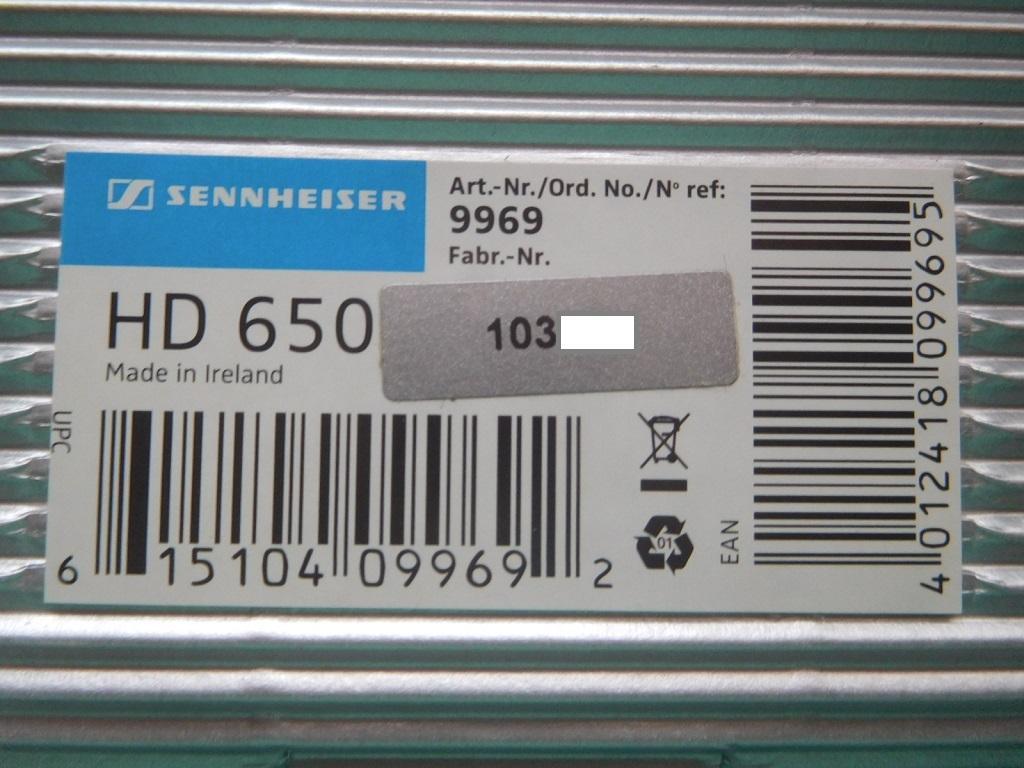 SENNHEISER
Art.-Nr./Ord. No./N° ref:
9969
Fabr.-Nr.
HD 650
103
Made in Ireland
UPC
6 15104 09969 2
01
EAN
4 012418 099695